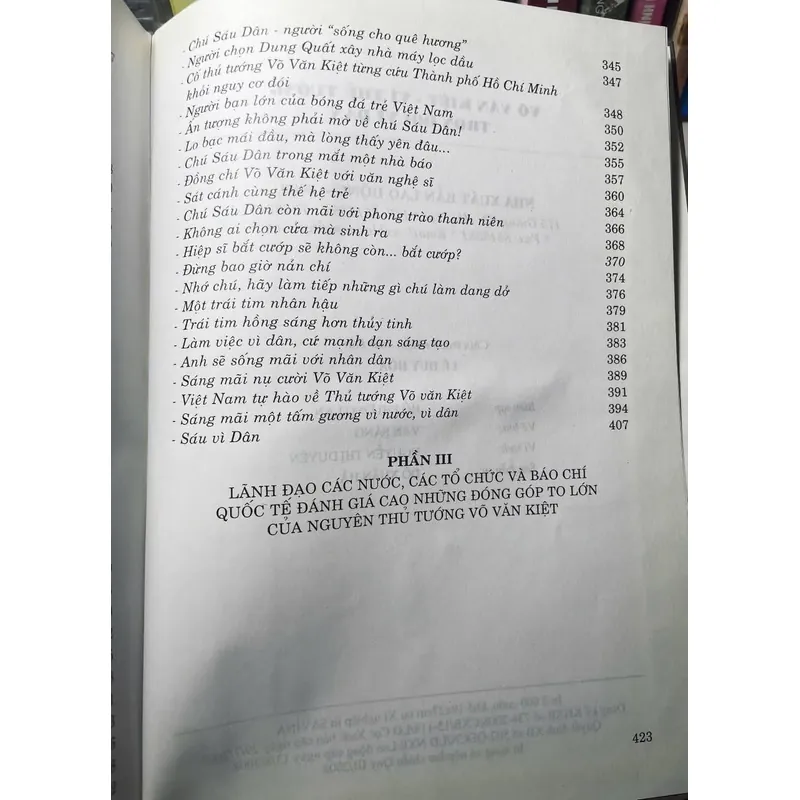 - Chú Sáu Dân - người “sống cho quê hương”
- Người chọn Dung Quất xây nhà máy lọc dầu 345
- Cố thủ tướng Võ Văn Kiệt từng cứu Thành phố Hồ Chí Minh 347
khỏi nguy cơ đói
- Người bạn lớn của bóng đá trẻ Việt Nam 348
- Ấn tượng không phải mờ về chú Sáu Dân! 350
- Lo bạc mái đầu, mà lòng thấy yên đâu... 352
- Chú Sáu Dân trong mắt một nhà báo 355
- Đồng chí Võ Văn Kiệt với văn nghệ sĩ 357
- Sát cánh cùng thế hệ trẻ 360
- Chú Sáu Dân còn mãi với phong trào thanh niên 364
- Không ai chọn cửa mà sinh ra 366
- Hiệp sĩ bắt cướp sẽ không còn... bắt cướp? 368
- Đừng bao giờ nản chí 370
- Nhớ chú, hãy làm tiếp những gì chú làm dang dở 374
- Một trái tim nhân hậu 376
- Trái tim hồng sáng hơn thủy tinh 379
- Làm việc vì dân, cứ mạnh dạn sáng tạo 381
- Anh sẽ sống mãi với nhân dân 383
- Sáng mãi nụ cười Võ Văn Kiệt 386
- Việt Nam tự hào về Thủ tướng Võ văn Kiệt 389
- Sáng mãi một tấm gương vì nước, vì dân 391
- Sáu vì Dân 394
407
PHẦN III
LÃNH ĐẠO CÁC NƯỚC, CÁC TỔ CHỨC VÀ BÁO CHÍ
QUỐC TẾ ĐÁNH GIÁ CAO NHỮNG ĐÓNG GÓP TO LỚN
CỦA NGUYÊN THỦ TƯỚNG VÕ VĂN KIỆT
423